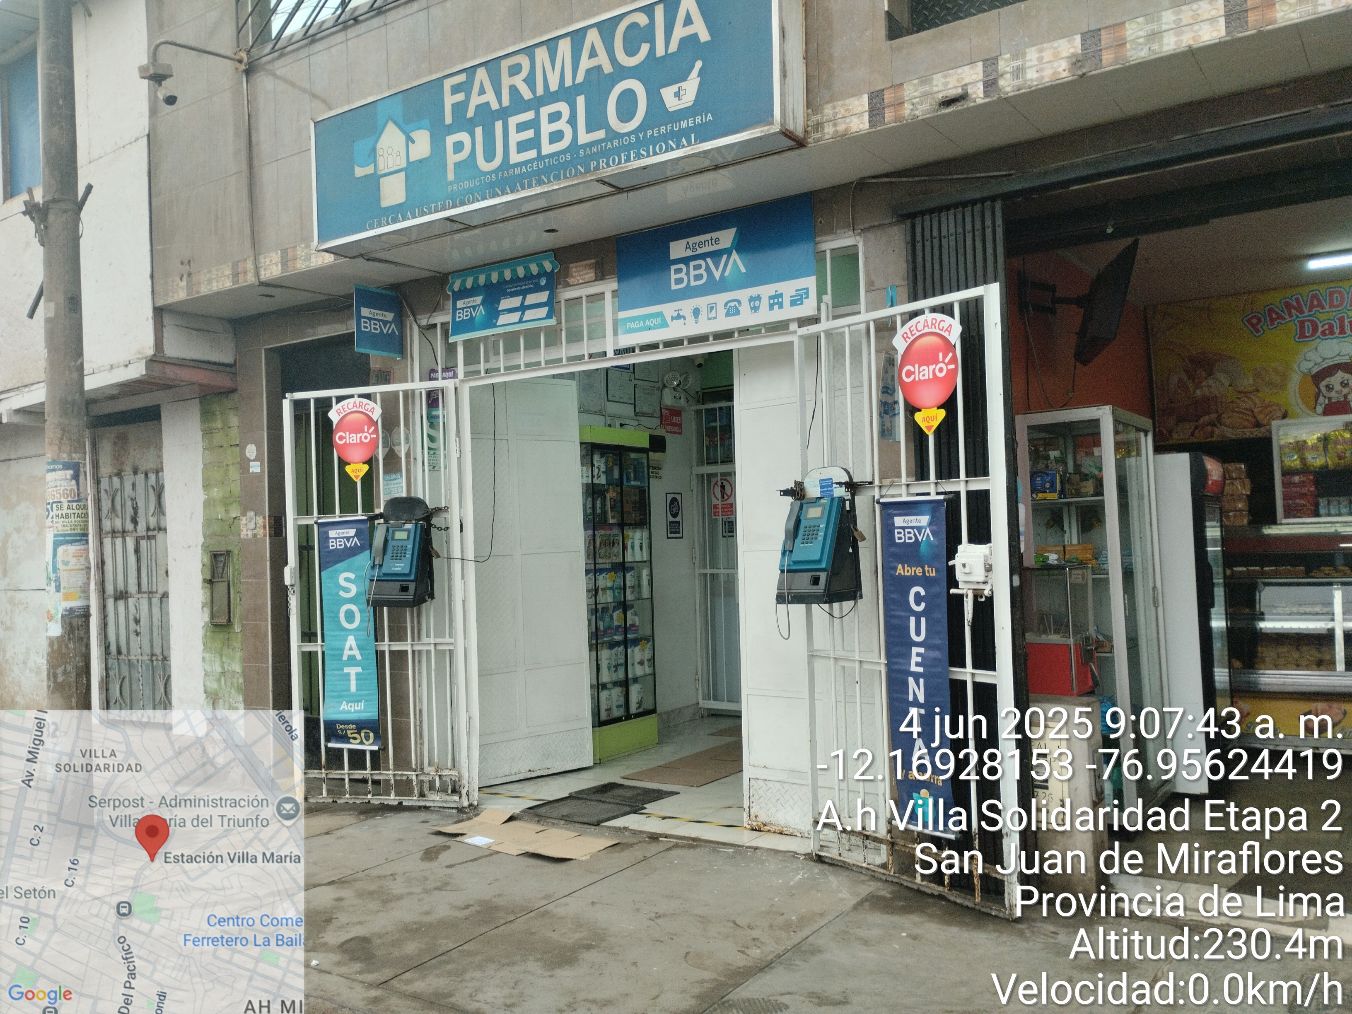 FARMACIA
PUEBLO
PRODUCTOS FARMACÉUTICOS - SANITARIOS Y PERFUMERÍA
CERCA A USTED CON UNA ATENCION PROFESIONAL
Agente
BBVA
PAGA AQUÍ
Agente
BBVA
Agente
BBVA
RECARGA
Claro
AQUÍ
RECARGA
Claro
AQUÍ
Agente
BBVA
SOAT
Aquí
Desde
S/ 50
Agente
BBVA
Abre tu
CUENTA
SE ALQUILA
PANAD
4 jun 2025 9:07:43 a. m.
-12.16928153 -76.95624419
A.h Villa Solidaridad Etapa 2
San Juan de Miraflores
Provincia de Lima
Altitud:230.4m
Velocidad:0.0km/h
Av. Miguel
VILLA
SOLIDARIDAD
Serpost - Administración
Villa María del Triunfo
C. 2
C. 16
Estación Villa María
el Setón
C. 10
Centro Come
Ferretero La Bail
Del Pacífico
Google
AH MI